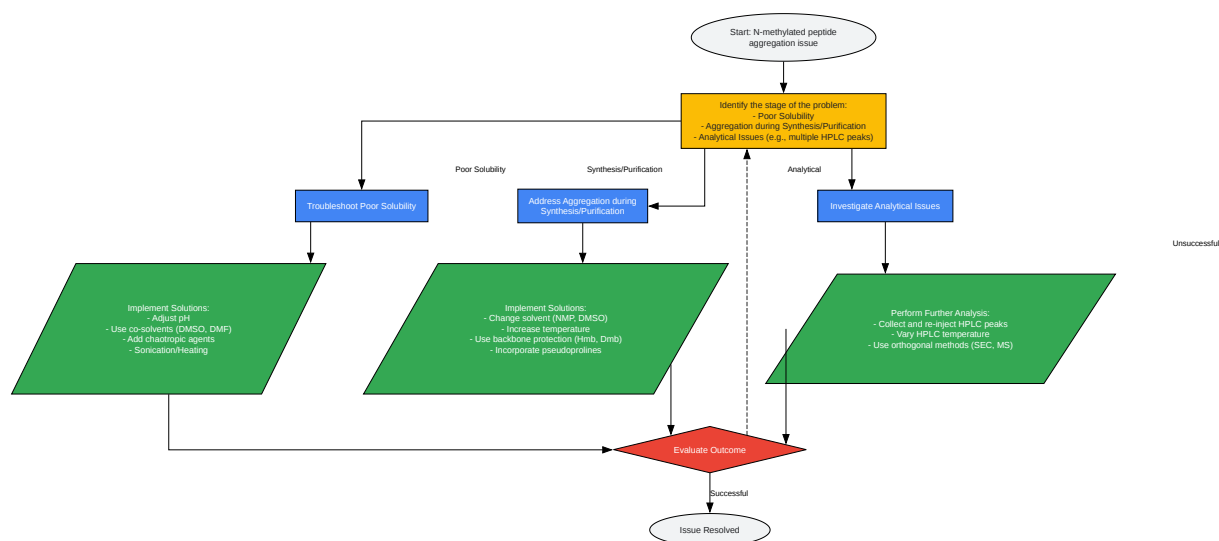 Start: N-methylated peptide
aggregation issue
Identify the stage of the problem:
- Poor Solubility
- Aggregation during Synthesis/Purification
- Analytical Issues (e.g., multiple HPLC peaks)
Poor Solubility
Synthesis/Purification
Analytical
Troubleshoot Poor Solubility
Address Aggregation during
Synthesis/Purification
Investigate Analytical Issues
Unsuccessful
Implement Solutions:
- Adjust pH
- Use co-solvents (DMSO, DMF)
- Add chaotropic agents
- Sonication/Heating
Implement Solutions:
- Change solvent (NMP, DMSO)
- Increase temperature
- Use backbone protection (Hmb, Dmb)
- Incorporate pseudoprolines
Perform Further Analysis:
- Collect and re-inject HPLC peaks
- Vary HPLC temperature
- Use orthogonal methods (SEC, MS)
Evaluate Outcome
Successful
Issue Resolved